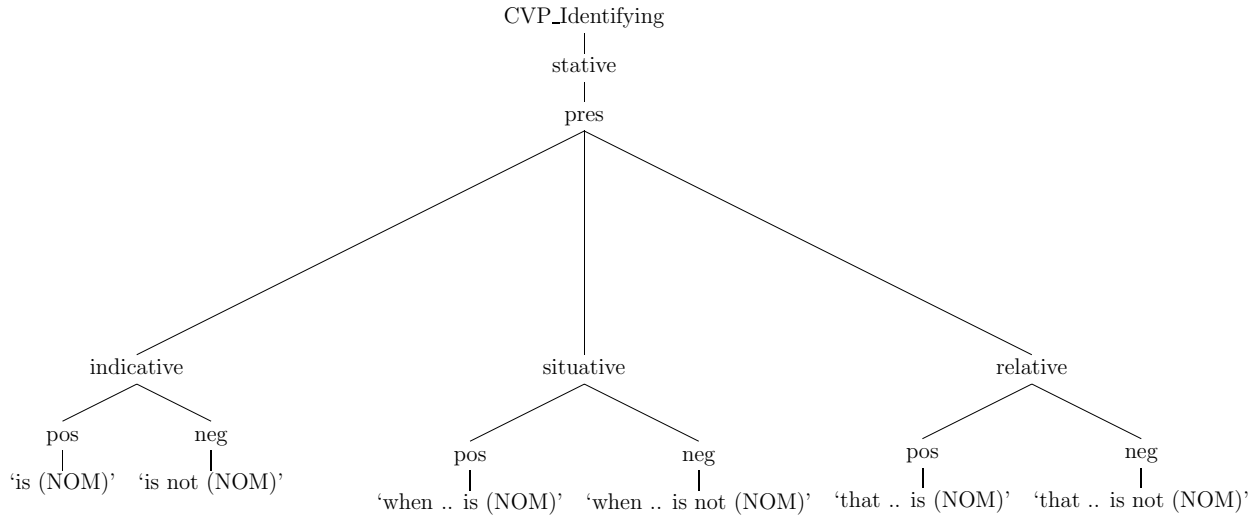 CVP_Identifying
stative
pres
indicative situative relative
pos neg pos neg pos neg
‘is (NOM)’ ‘is not (NOM)’ ‘when .. is (NOM)’ ‘when .. is not (NOM)’ ‘that .. is (NOM)’ ‘that .. is not (NOM)’